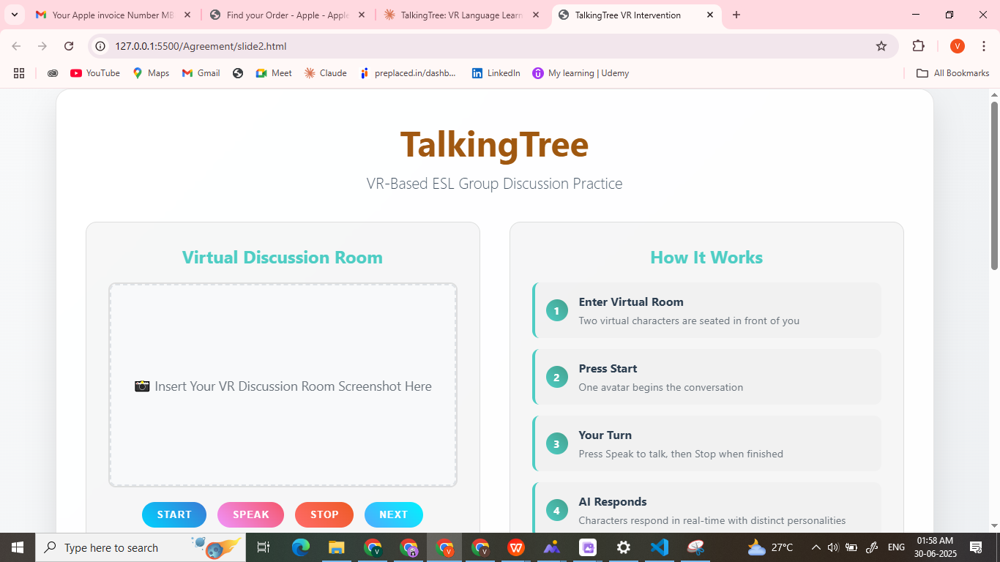 Your Apple invoice Number MB
Find your Order - Apple - Apple
TalkingTree: VR Language Learn
TalkingTree VR Intervention
127.0.0.1:5500/Agreement/slide2.html
V
YouTube
Maps
Gmail
Meet
Claude
preplaced.in/dashb...
LinkedIn
My learning | Udemy
All Bookmarks
TalkingTree
VR-Based ESL Group Discussion Practice
Virtual Discussion Room
Insert Your VR Discussion Room Screenshot Here
START
SPEAK
STOP
NEXT
How It Works
1
Enter Virtual Room
Two virtual characters are seated in front of you
2
Press Start
One avatar begins the conversation
3
Your Turn
Press Speak to talk, then Stop when finished
4
AI Responds
Characters respond in real-time with distinct personalities
Type here to search
27°C
ENG
01:58 AM
30-06-2025